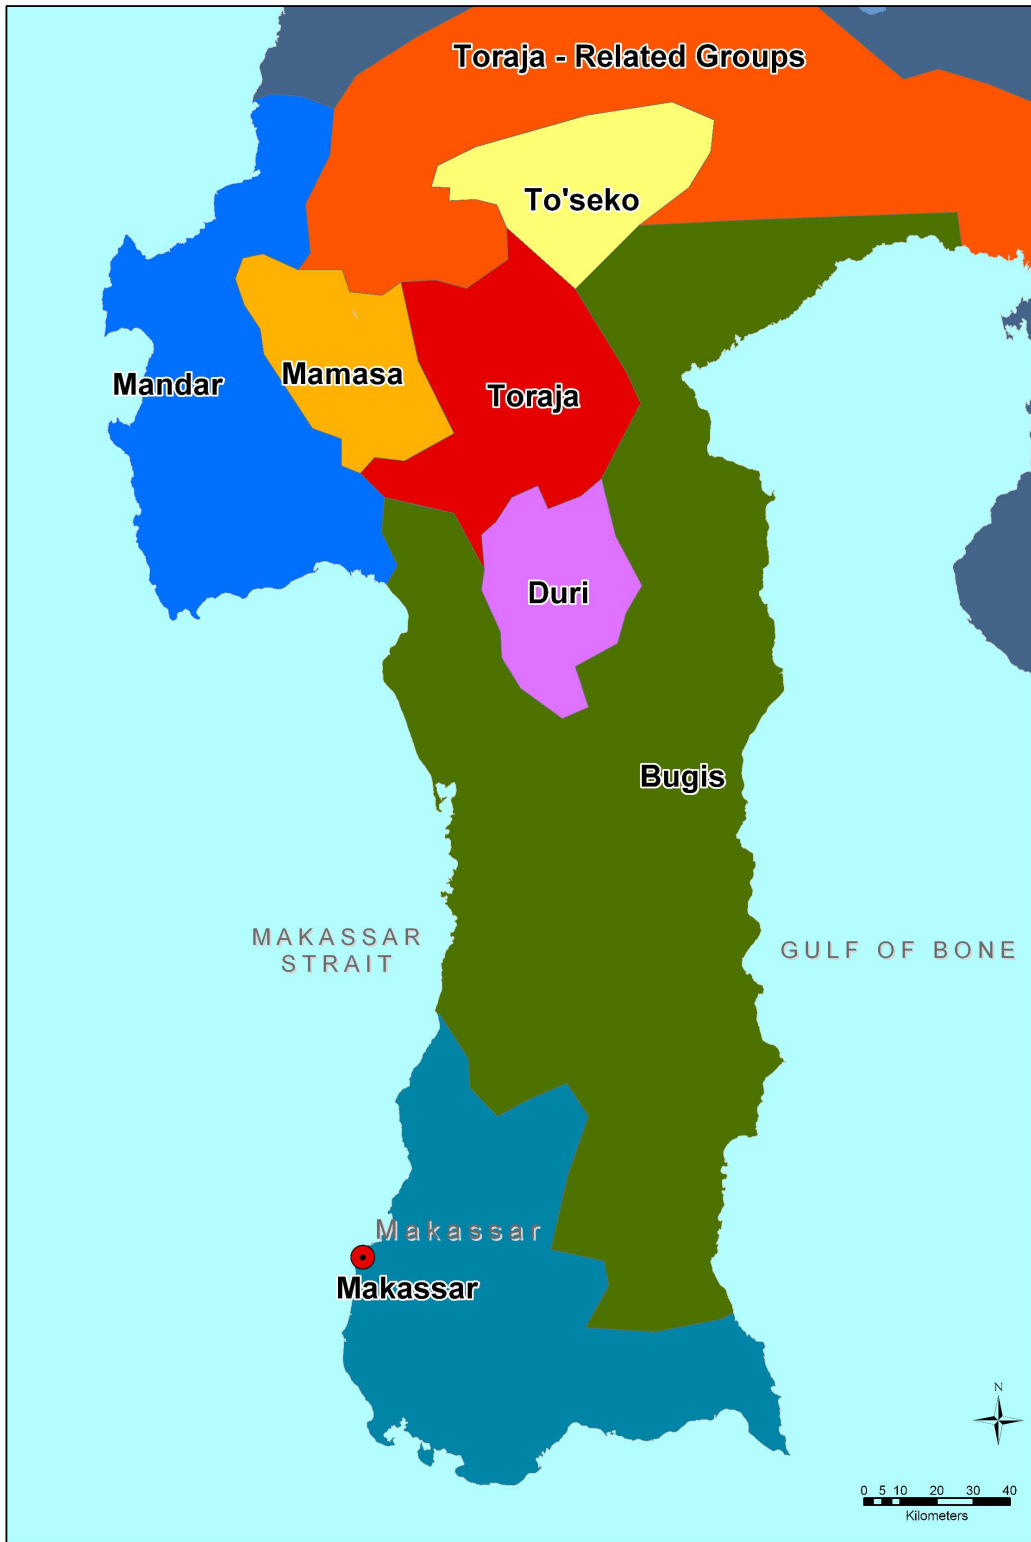 Toraja - Related Groups
To'seko
Mamasa
Mandar
Toraja
Duri
Bugis
MAKASSAR
STRAIT
GULF OF BONE
Makassar
Makassar
N
0 5 10 20 30 40
Kilometers